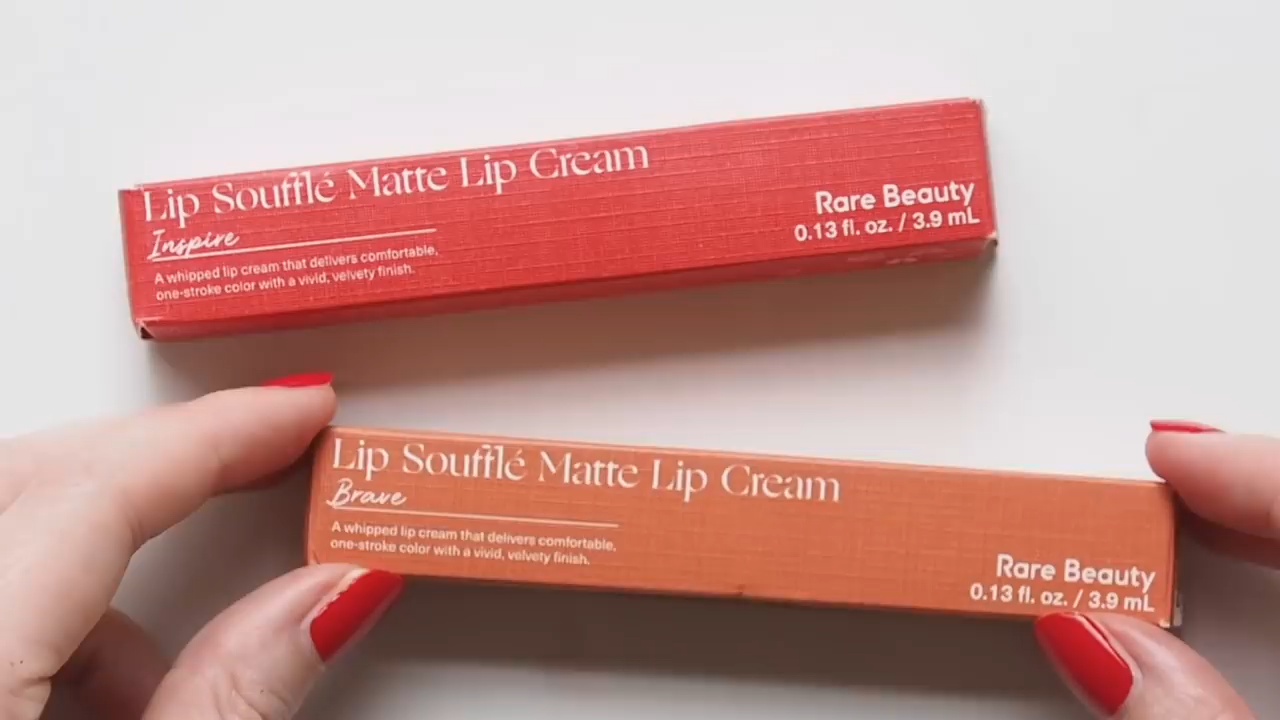 Lip Soufflé Matte Lip Cream
Inspire
A whipped lip cream that delivers comfortable,
one-stroke color with a vivid, velvety finish.
Rare Beauty
0.13 fl. oz. / 3.9 mL
Lip Soufflé Matte Lip Cream
Brave
A whipped lip cream that delivers comfortable,
one-stroke color with a vivid, velvety finish.
Rare Beauty
0.13 fl. oz. / 3.9 mL